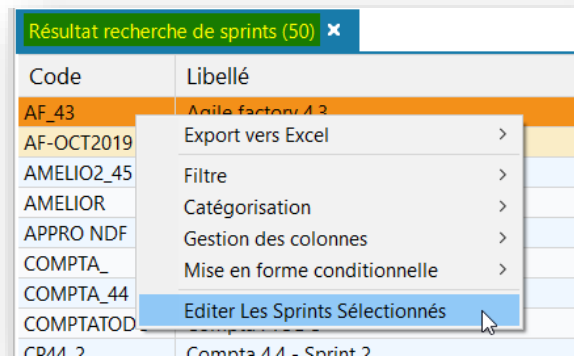 Résultat recherche de sprints (50) ×
Code Libellé
AF_43 Agile factory 4.3
AF-OCT2019
Export vers Excel >
AMELIO2_45
Filtre >
AMELIOR
Catégorisation >
APPRO NDF
Gestion des colonnes >
COMPTA_
Mise en forme conditionnelle >
COMPTA_44
Editer Les Sprints Sélectionnés
COMPTATOD
CP44_2 Compta 4.4 - Sprint 2